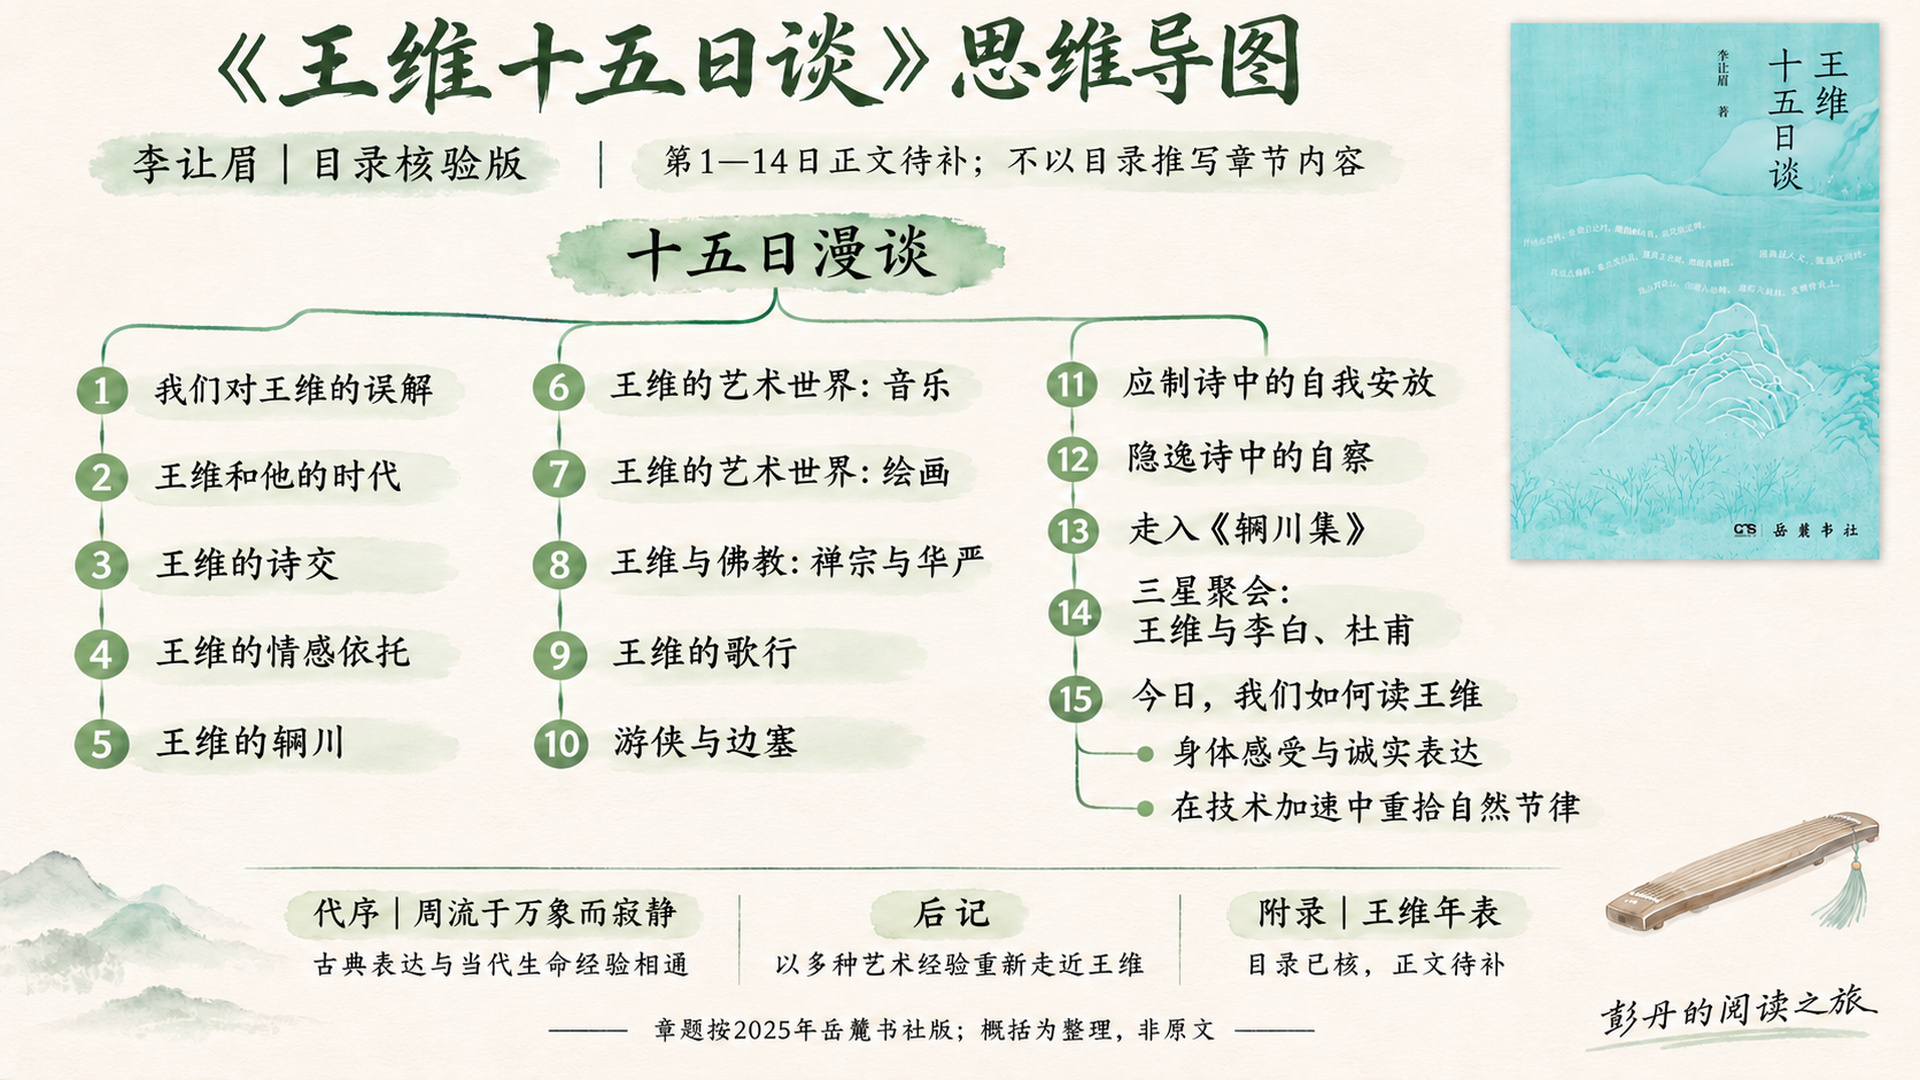 《王维十五日谈》思维导图
李让眉｜目录核验版
第1—14日正文待补；不以目录推写章节内容
十五日漫谈
1 我们对王维的误解
2 王维和他的时代
3 王维的诗交
4 王维的情感依托
5 王维的辋川
6 王维的艺术世界：音乐
7 王维的艺术世界：绘画
8 王维与佛教：禅宗与华严
9 王维的歌行
10 游侠与边塞
11 应制诗中的自我安放
12 隐逸诗中的自察
13 走入《辋川集》
14 三星聚会：
王维与李白、杜甫
15 今日，我们如何读王维
身体感受与诚实表达
在技术加速中重拾自然节律
代序｜周流于万象而寂静
古典表达与当代生命经验相通
后记
以多种艺术经验重新走近王维
附录｜王维年表
目录已核，正文待补
章题按2025年岳麓书社版；概括为整理，非原文
王维
十五日谈
李让眉 著
岳麓书社
彭丹的阅读之旅